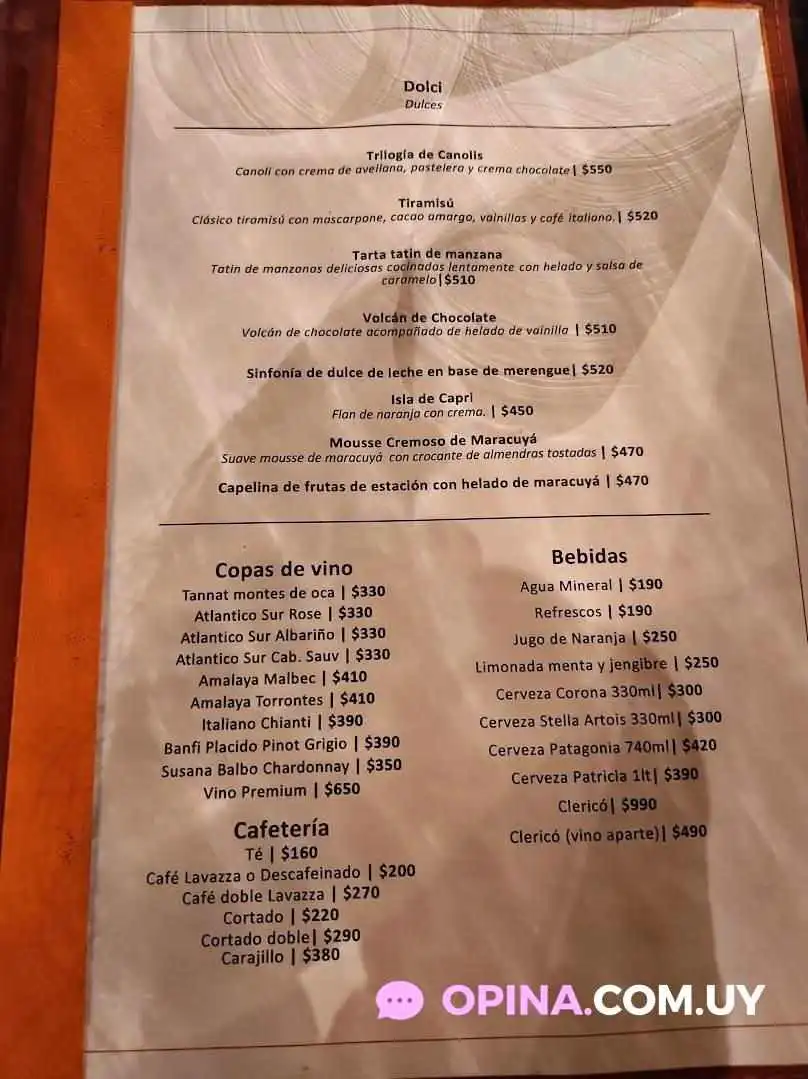 Dolci
Dulces
Trilogía de Canolis
Canoli con crema de avellana, pastelera y crema chocolate| $550
Tiramisú
Clásico tiramisú con mascarpone, cacao amargo, vainillas y café italiano.| $520
Tarta tatin de manzana
Tatin de manzanas deliciosas cocinadas lentamente con helado y salsa de
caramelo|$510
Volcán de Chocolate
Volcán de chocolate acompañado de helado de vainilla | $510
Sinfonía de dulce de leche en base de merengue| $520
Isla de Capri
Flan de naranja con crema. | $450
Mousse Cremoso de Maracuyá
Suave mousse de maracuyá con crocante de almendras tostadas | $470
Capelina de frutas de estación con helado de maracuyá | $470
Copas de vino
Tannat montes de oca | $330
Atlantico Sur Rose | $330
Atlantico Sur Albariño | $330
Atlantico Sur Cab. Sauv | $330
Amalaya Malbec | $410
Amalaya Torrontes | $410
Italiano Chianti | $390
Banfi Placido Pinot Grigio | $390
Susana Balbo Chardonnay | $350
Vino Premium | $650
Cafetería
Té | $160
Café Lavazza o Descafeinado | $200
Café doble Lavazza | $270
Cortado | $220
Cortado doble| $290
Carajillo | $380
Bebidas
Agua Mineral | $190
Refrescos | $190
Jugo de Naranja | $250
Limonada menta y jengibre | $250
Cerveza Corona 330ml| $300
Cerveza Stella Artois 330ml| $300
Cerveza Patagonia 740ml| $420
Cerveza Patricia 1lt| $390
Clericó| $990
Clericó (vino aparte)| $490
OPINA.COM.UY